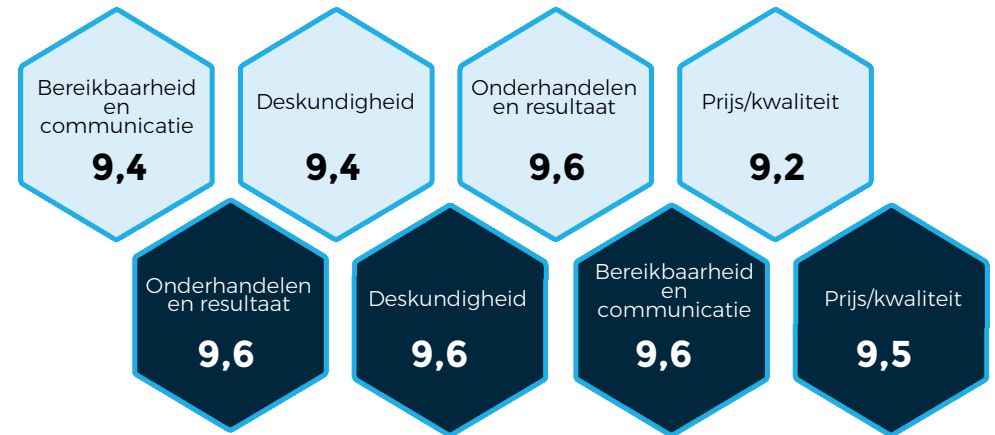 Bereikbaarheid
en
communicatie
9,4
Deskundigheid
9,4
Onderhandelen
en resultaat
9,6
Prijs/kwaliteit
9,2
Onderhandelen
en resultaat
9,6
Deskundigheid
9,6
Bereikbaarheid
en
communicatie
9,6
Prijs/kwaliteit
9,5